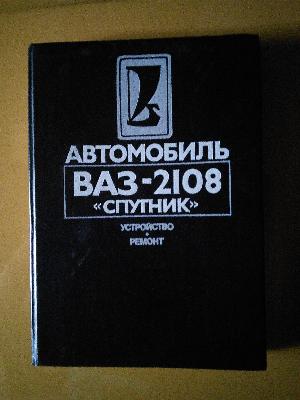 АВТОМОБИЛЬ
ВАЗ-2108
«СПУТНИК»
УСТРОЙСТВО
•
РЕМОНТ